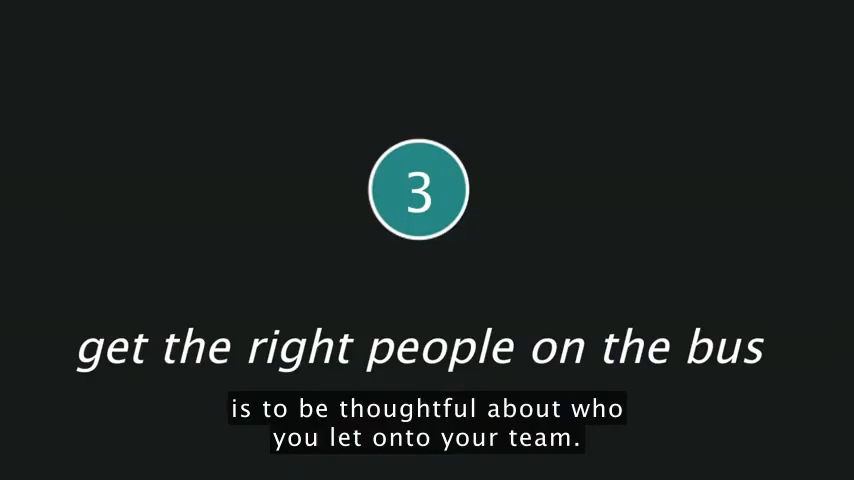 3
get the right people on the bus
is to be thoughtful about who
you let onto your team.